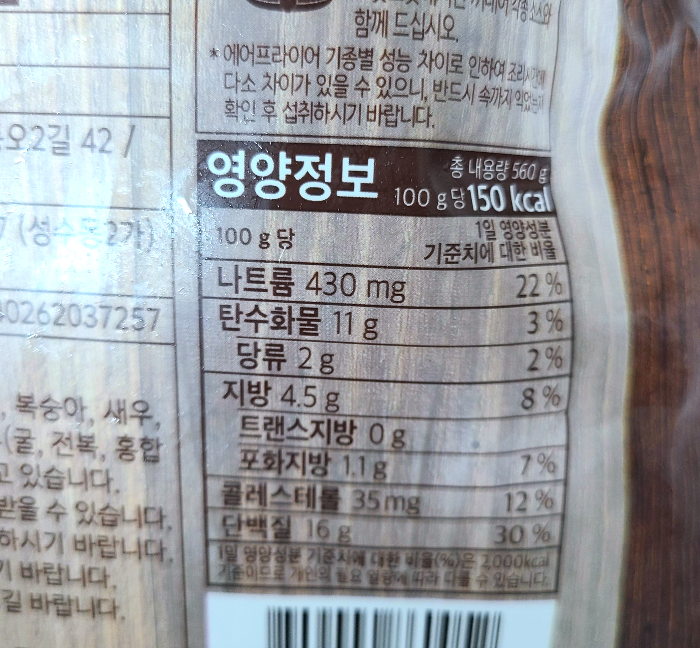 함께 드십시오.
* 에어프라이어 기종별 성능 차이로 인하여 조리시간에
다소 차이가 있을 수 있으니, 반드시 속까지 익었는지
확인 후 섭취하시기 바랍니다.
오2길 42 /
7 (성수동2가)
40262037257
, 복숭아, 새우,
(굴, 전복, 홍합
고 있습니다.
받을 수 있습니다.
하시기 바랍니다.
기 바랍니다.
길 바랍니다.
영양정보
총 내용량 560 g
100 g 당 150 kcal
100 g 당
1일 영양성분
기준치에 대한 비율
나트륨 430 mg 22 %
탄수화물 11 g 3 %
당류 2 g 2 %
지방 4.5 g 8 %
트랜스지방 0 g
포화지방 1.1 g 7 %
콜레스테롤 35 mg 12 %
단백질 16 g 30 %
1일 영양성분 기준치에 대한 비율(%)은 2,000kcal
기준이므로 개인의 필요 열량에 따라 다를 수 있습니다.